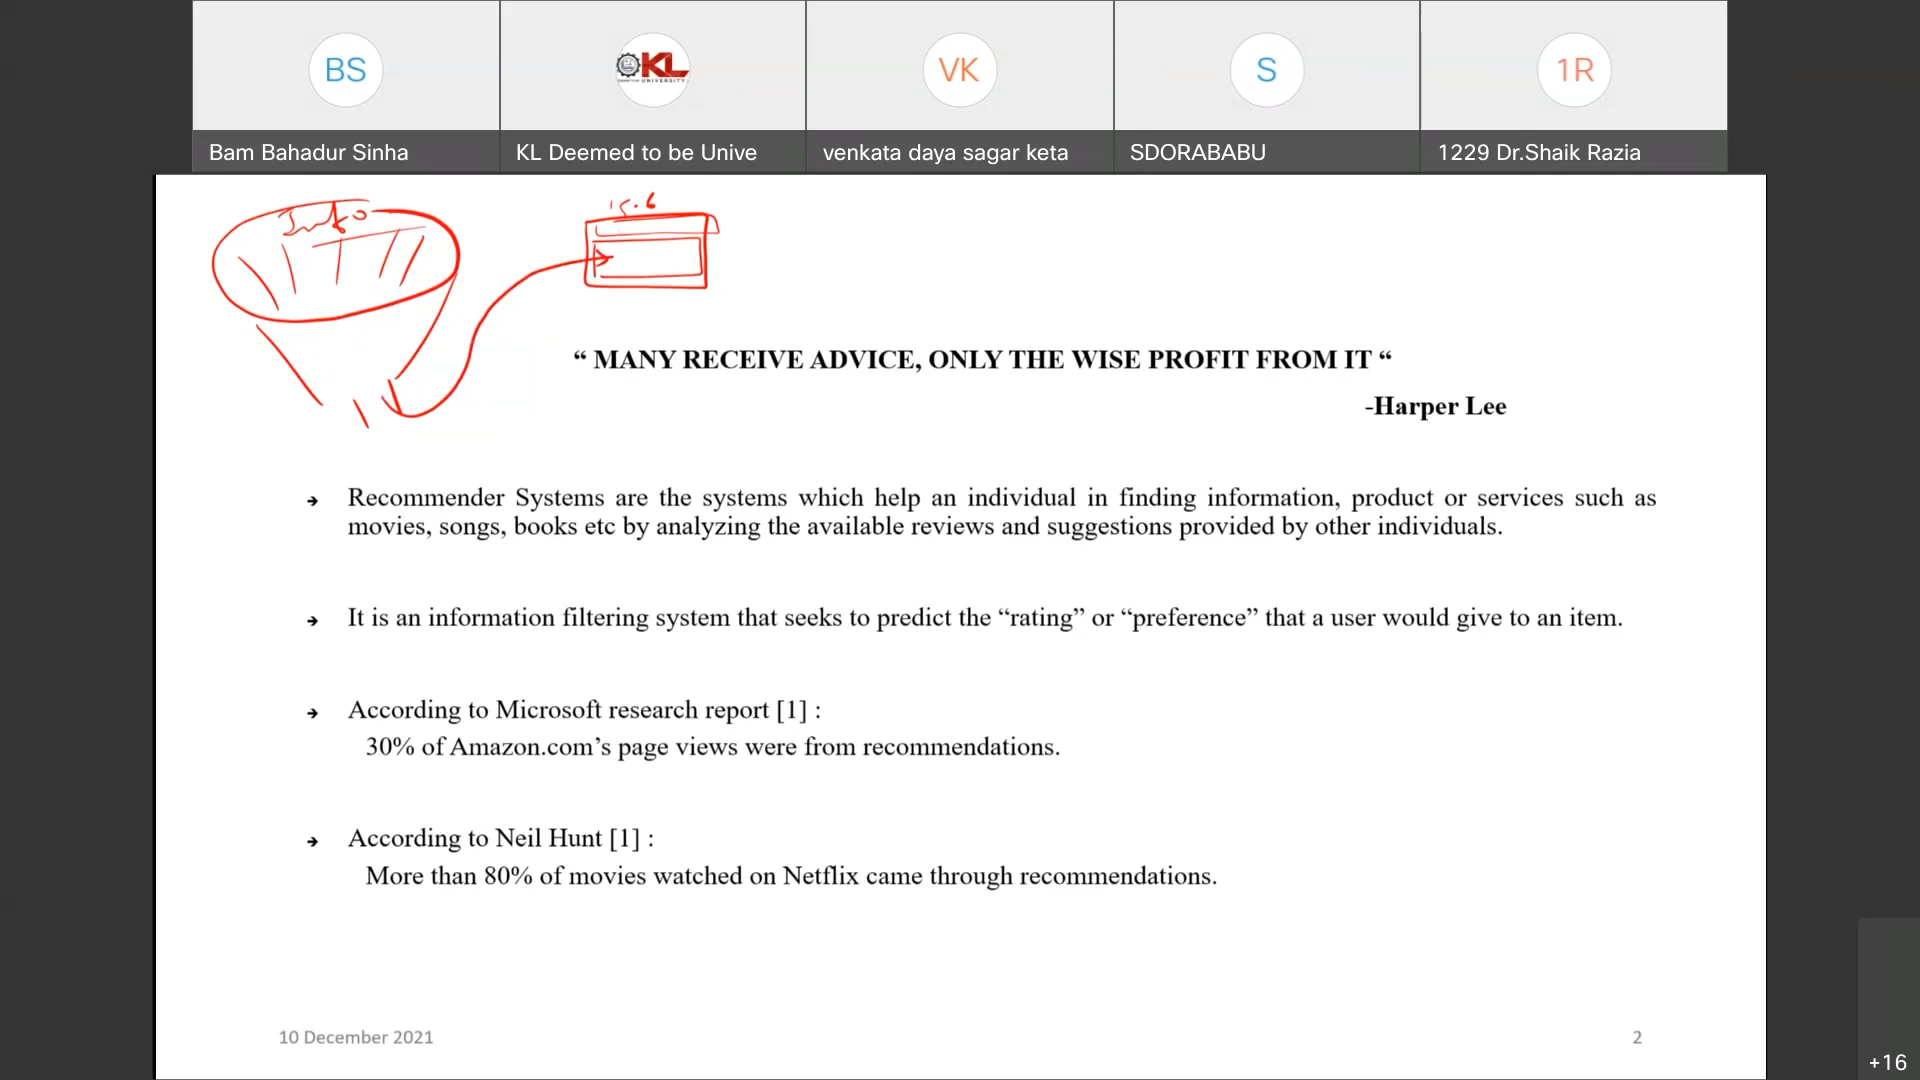 BS
KL
UNIVERSITY
VK
S
1R
Bam Bahadur Sinha
KL Deemed to be Unive
venkata daya sagar keta
SDORABABU
1229 Dr.Shaik Razia
Info
15.6
“ MANY RECEIVE ADVICE, ONLY THE WISE PROFIT FROM IT “
-Harper Lee
➔ Recommender Systems are the systems which help an individual in finding information, product or services such as
movies, songs, books etc by analyzing the available reviews and suggestions provided by other individuals.
➔ It is an information filtering system that seeks to predict the “rating” or “preference” that a user would give to an item.
➔ According to Microsoft research report [1] :
30% of Amazon.com’s page views were from recommendations.
➔ According to Neil Hunt [1] :
More than 80% of movies watched on Netflix came through recommendations.
10 December 2021
2
+16